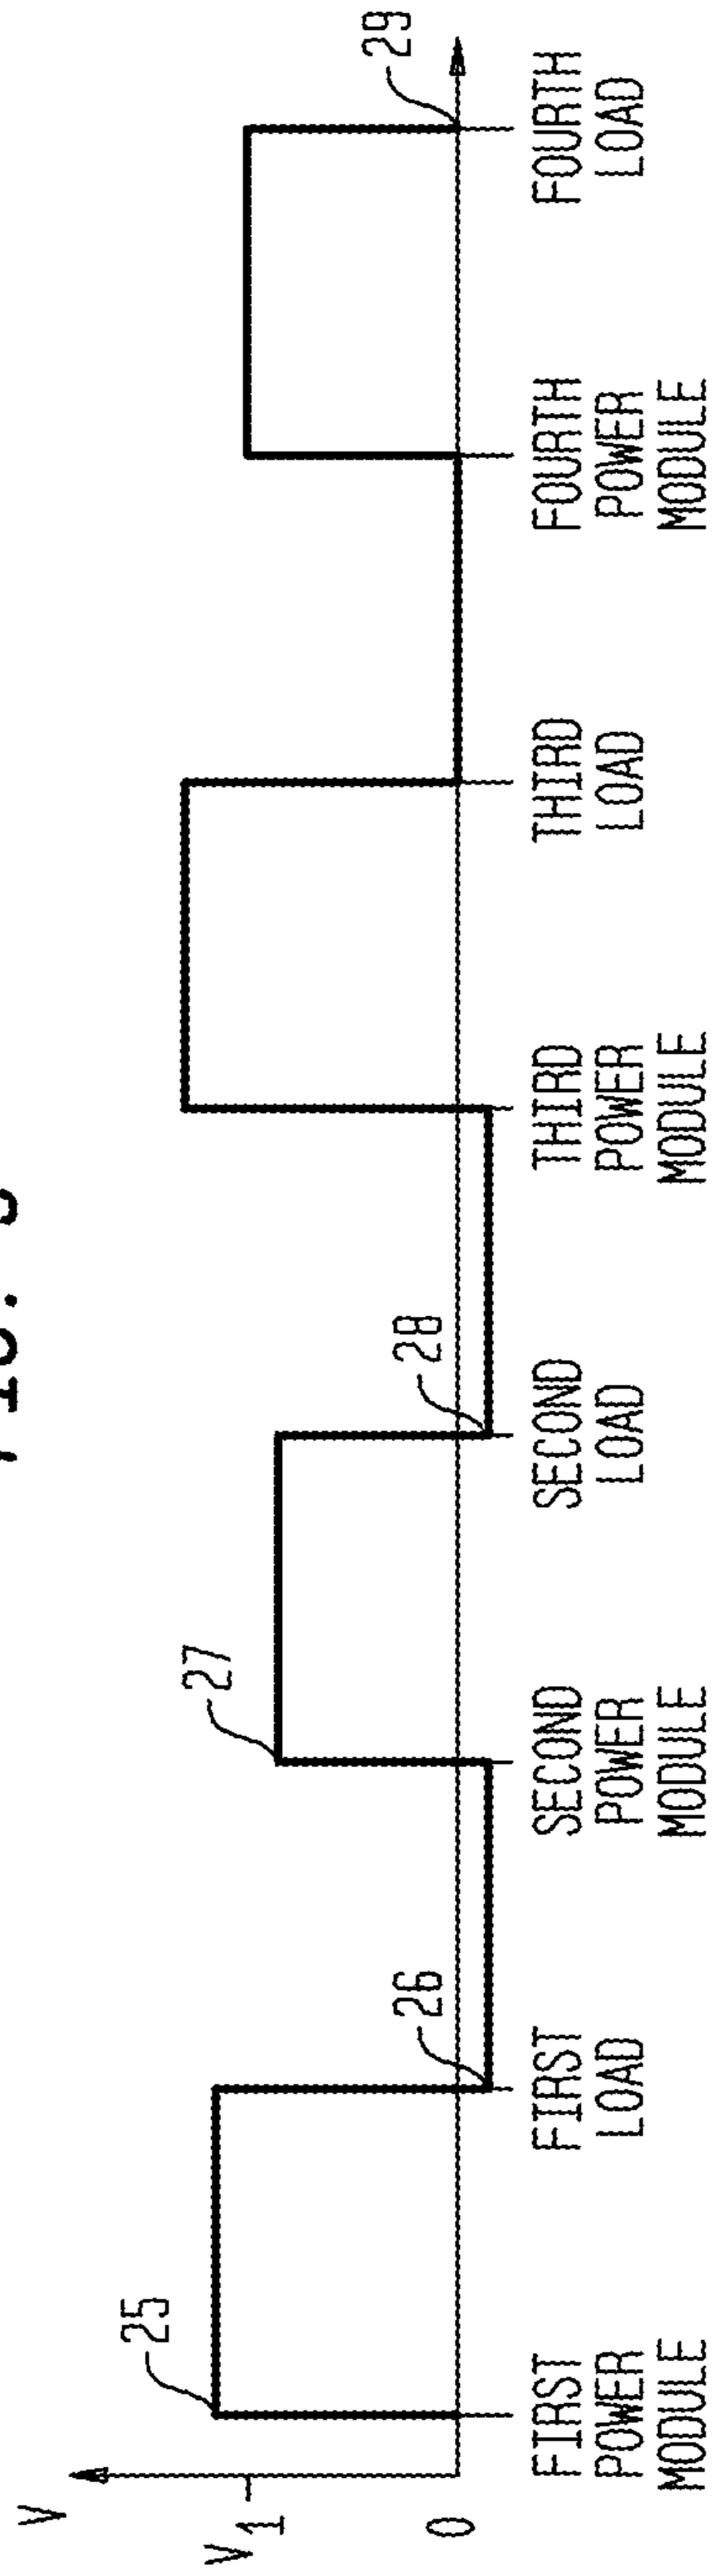 V
V1
0
25
26
27
28
29
FIRST
POWER
MODULE
FIRST
LOAD
SECOND
POWER
MODULE
SECOND
LOAD
THIRD
POWER
MODULE
THIRD
LOAD
FOURTH
POWER
MODULE
FOURTH
LOAD